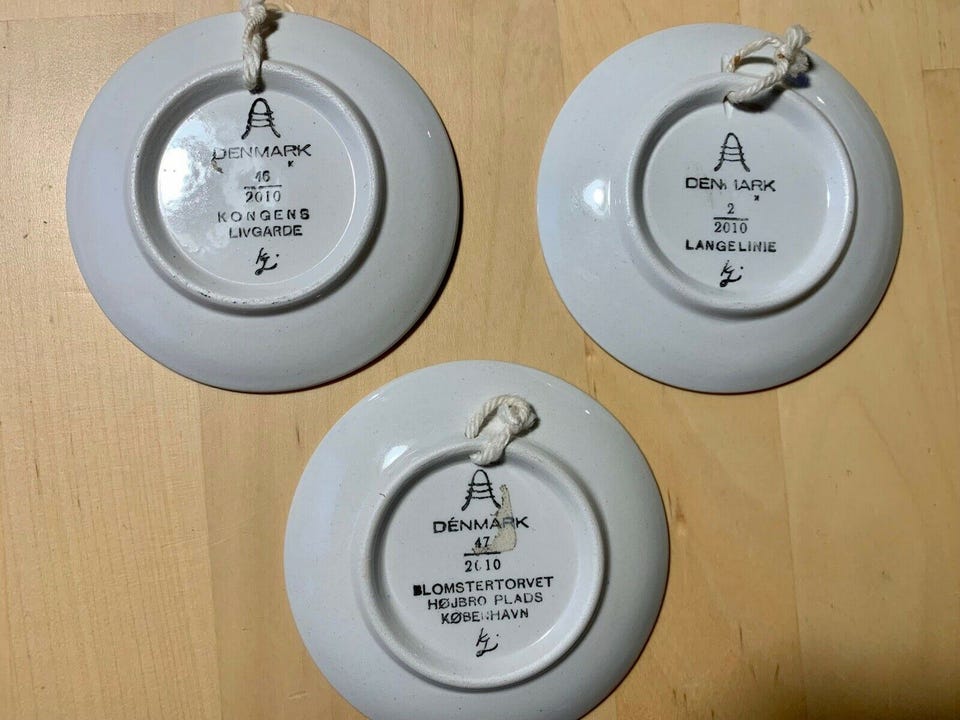 DENMARK
K
46
2010
KONGENS
LIVGARDE
DENMARK
K
2
2010
LANGELINIE
DENMARK
47
2010
BLOMSTERTORVET
HØJBRO PLADS
KØBENHAVN